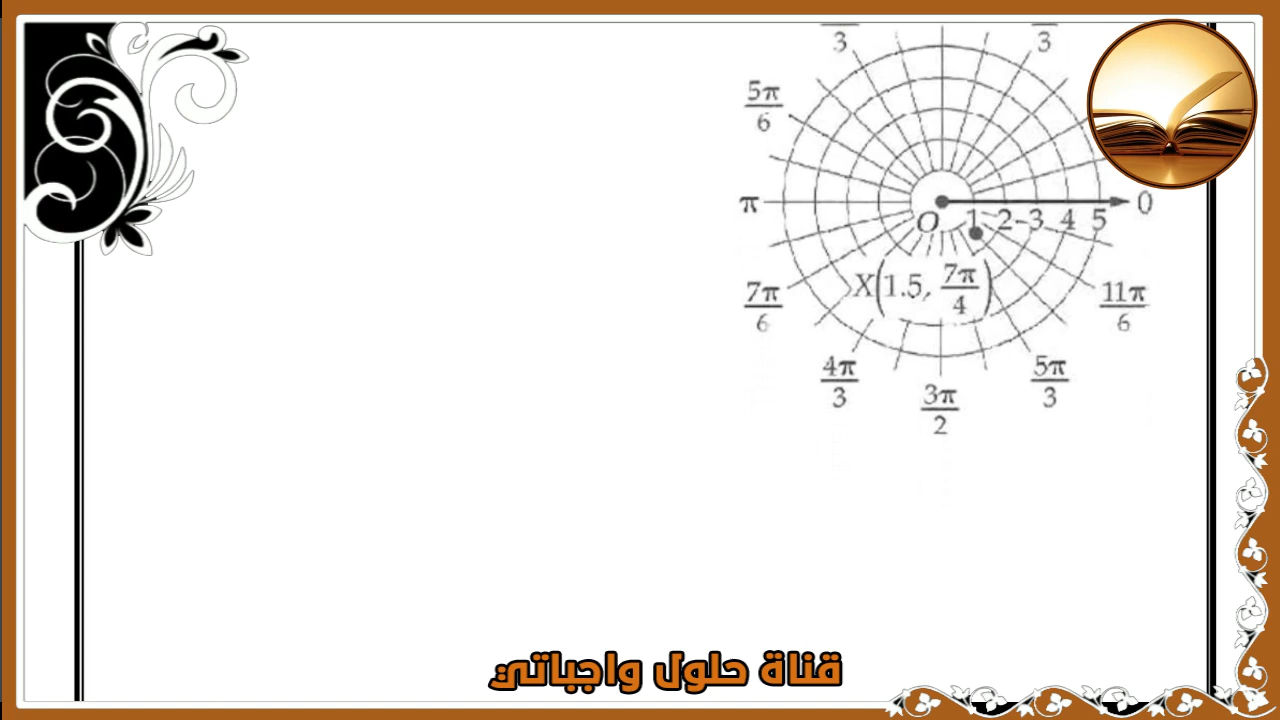 3 3
5π/6
π O 1 2 3 4 5 0
X(1.5, 7π/4)
7π/6 11π/6
4π/3 5π/3
3π/2
قناة حلول واجباتي